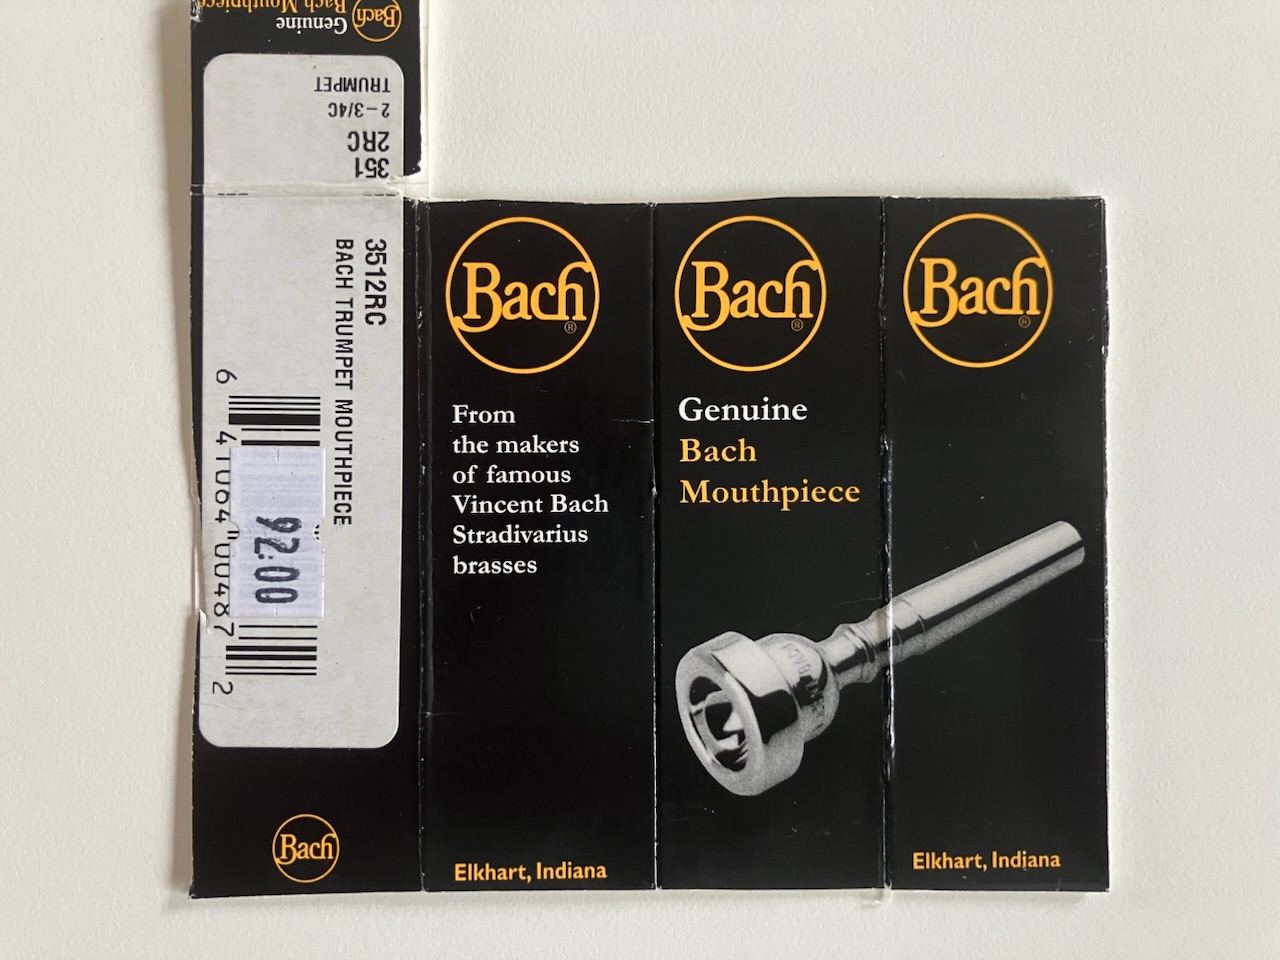 Genuine
Bach Mouthpiece
Bach
TRUMPET
2-3/4C
2RC
351
3512RC
BACH TRUMPET MOUTHPIECE
6 41064 00487 2
92.00
Bach
Bach®
From
the makers
of famous
Vincent Bach
Stradivarius
brasses
Elkhart, Indiana
Bach®
Genuine
Bach
Mouthpiece
BACH
Bach®
Elkhart, Indiana